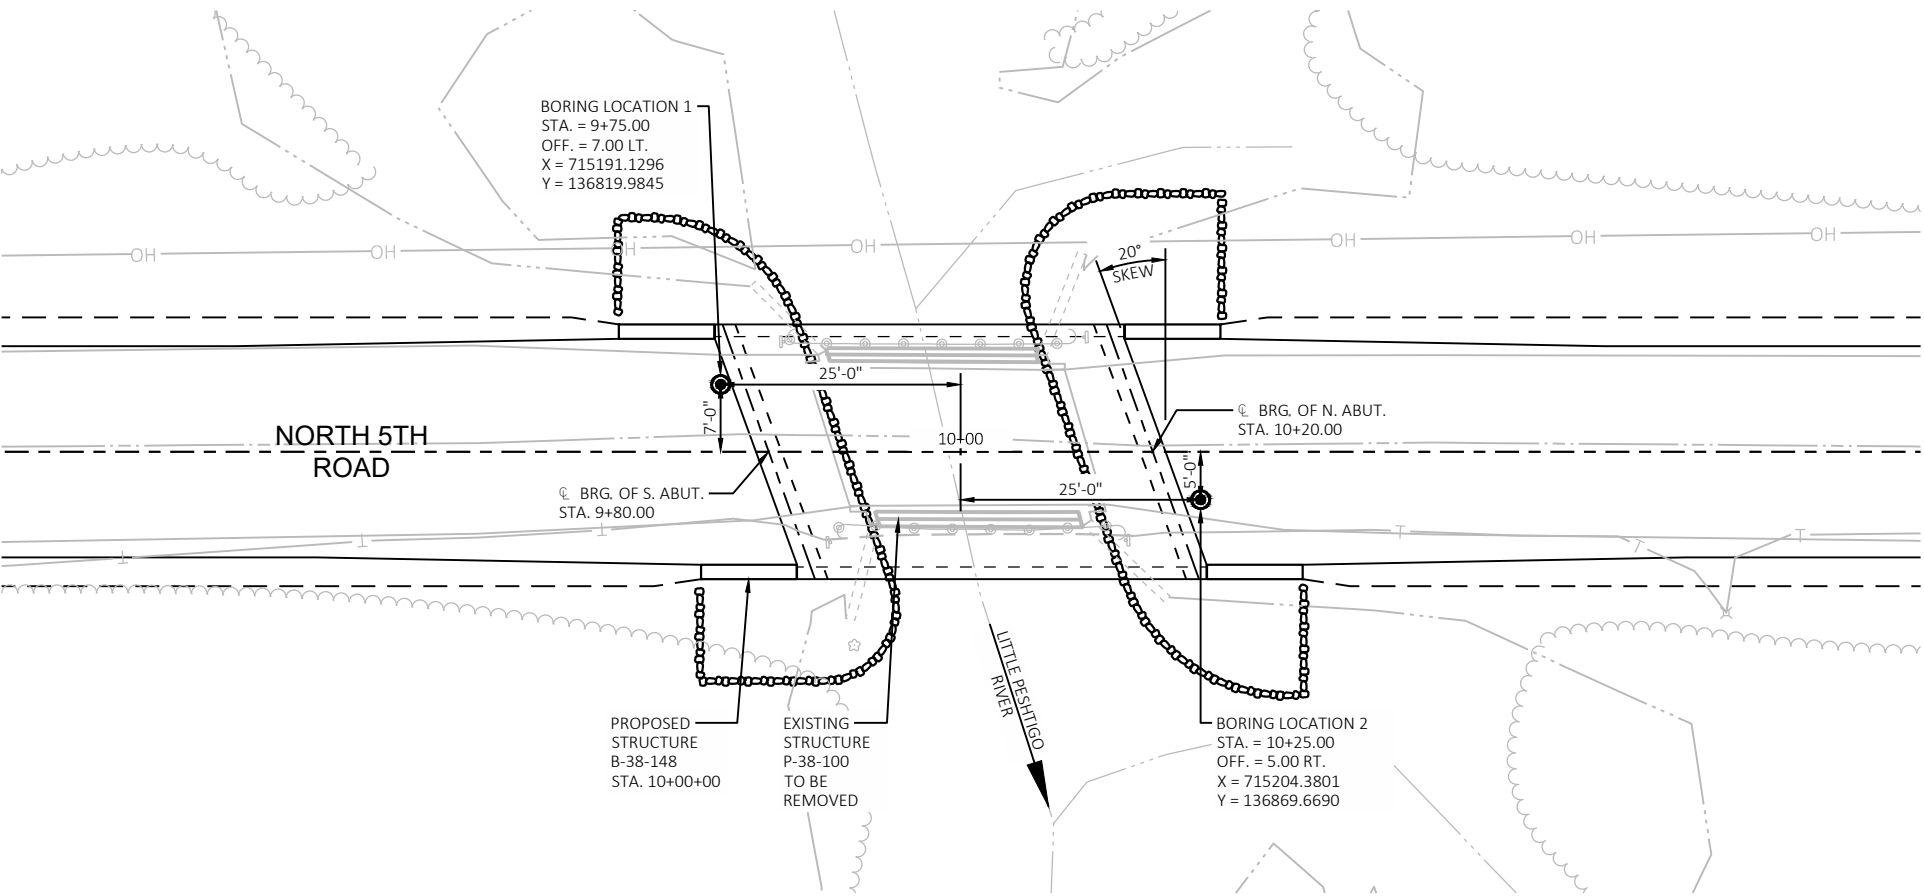 BORING LOCATION 1
STA. = 9+75.00
OFF. = 7.00 LT.
X = 715191.1296
Y = 136819.9845
OH
OH
OH
OH
OH
OH
OH
20°
SKEW
25'-0"
7'-0"
NORTH 5TH
ROAD
10+00
℄ BRG. OF N. ABUT.
STA. 10+20.00
℄ BRG. OF S. ABUT.
STA. 9+80.00
25'-0"
5'-0"
T
T
T
T
T
T
LITTLE PESHTIGO
RIVER
PROPOSED
STRUCTURE
B-38-148
STA. 10+00+00
EXISTING
STRUCTURE
P-38-100
TO BE
REMOVED
BORING LOCATION 2
STA. = 10+25.00
OFF. = 5.00 RT.
X = 715204.3801
Y = 136869.6690